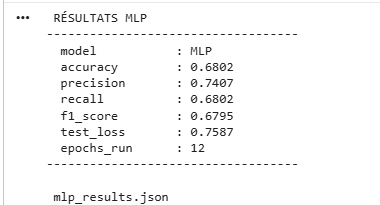 ••• RÉSULTATS MLP
----------------------------------
model : MLP
accuracy : 0.6802
precision : 0.7407
recall : 0.6802
f1_score : 0.6795
test_loss : 0.7587
epochs_run : 12
----------------------------------
mlp_results.json